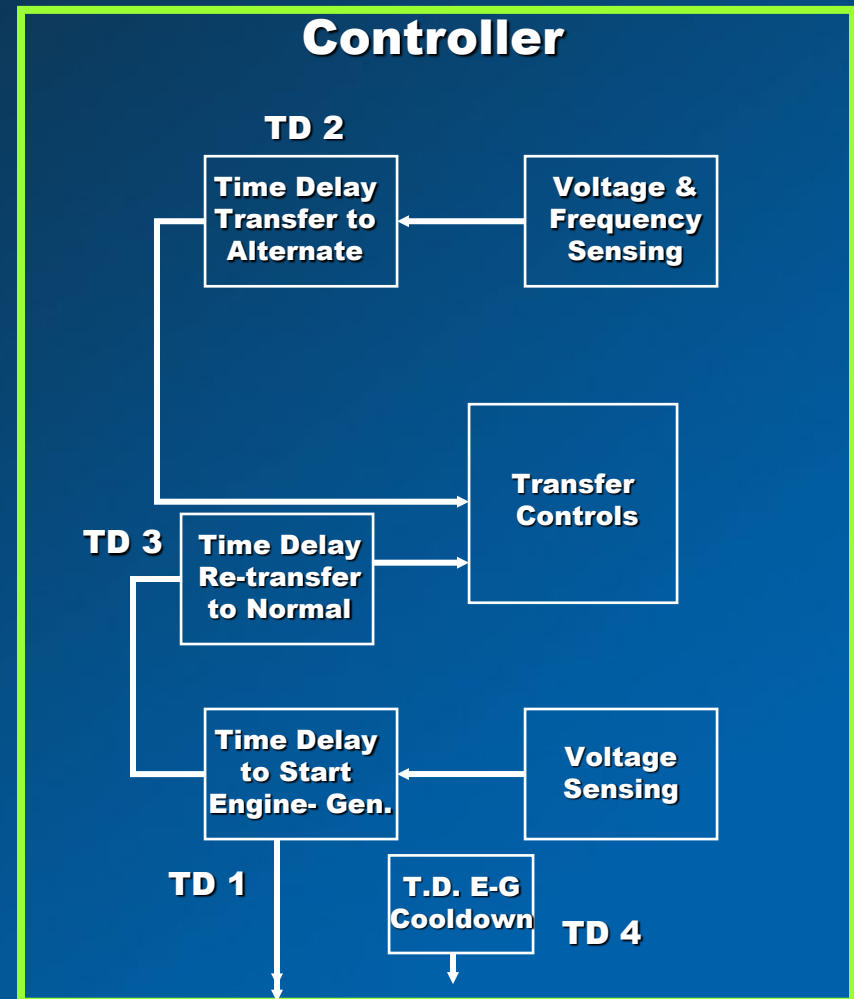 Controller
TD 2
Time Delay
Transfer to
Alternate
Voltage &
Frequency
Sensing
Transfer
Controls
TD 3
Time Delay
Re-transfer
to Normal
Time Delay
to Start
Engine- Gen.
Voltage
Sensing
TD 1
T.D. E-G
Cooldown
TD 4